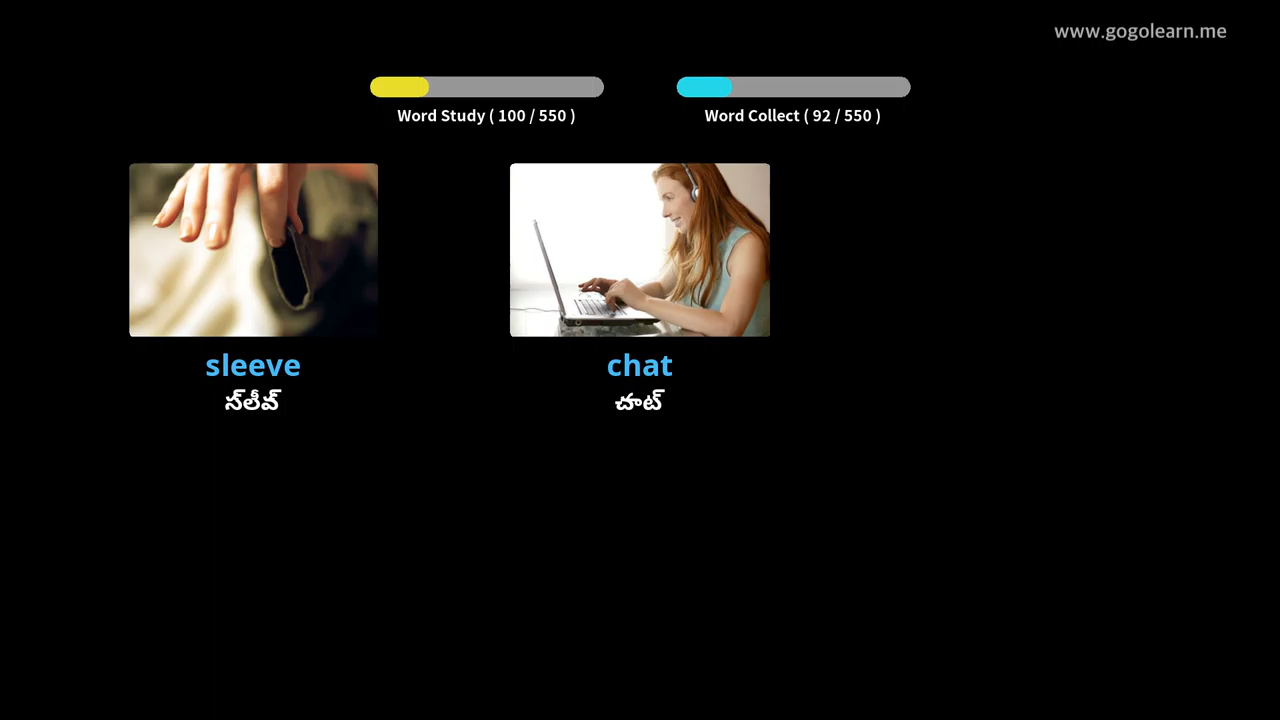 www.gogolearn.me
Word Study ( 100 / 550 )
Word Collect ( 92 / 550 )
sleeve
స్‌లీవ్
chat
చాట్